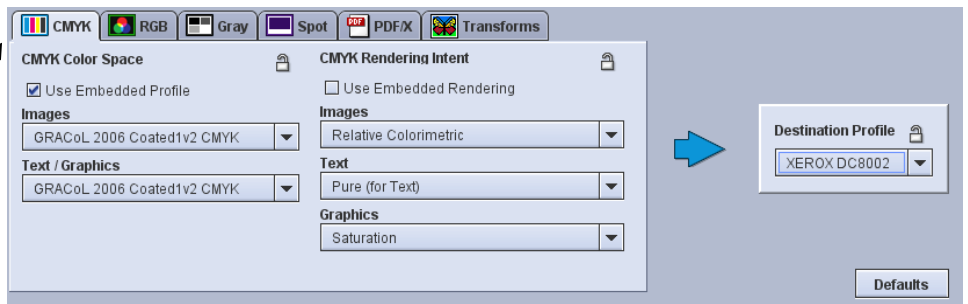 CMYK RGB Gray Spot PDF/X Transforms
CMYK Color Space
Use Embedded Profile
Images
GRACoL 2006 Coated1v2 CMYK
Text / Graphics
GRACoL 2006 Coated1v2 CMYK
CMYK Rendering Intent
Use Embedded Rendering
Images
Relative Colorimetric
Text
Pure (for Text)
Graphics
Saturation
Destination Profile
XEROX DC8002
Defaults